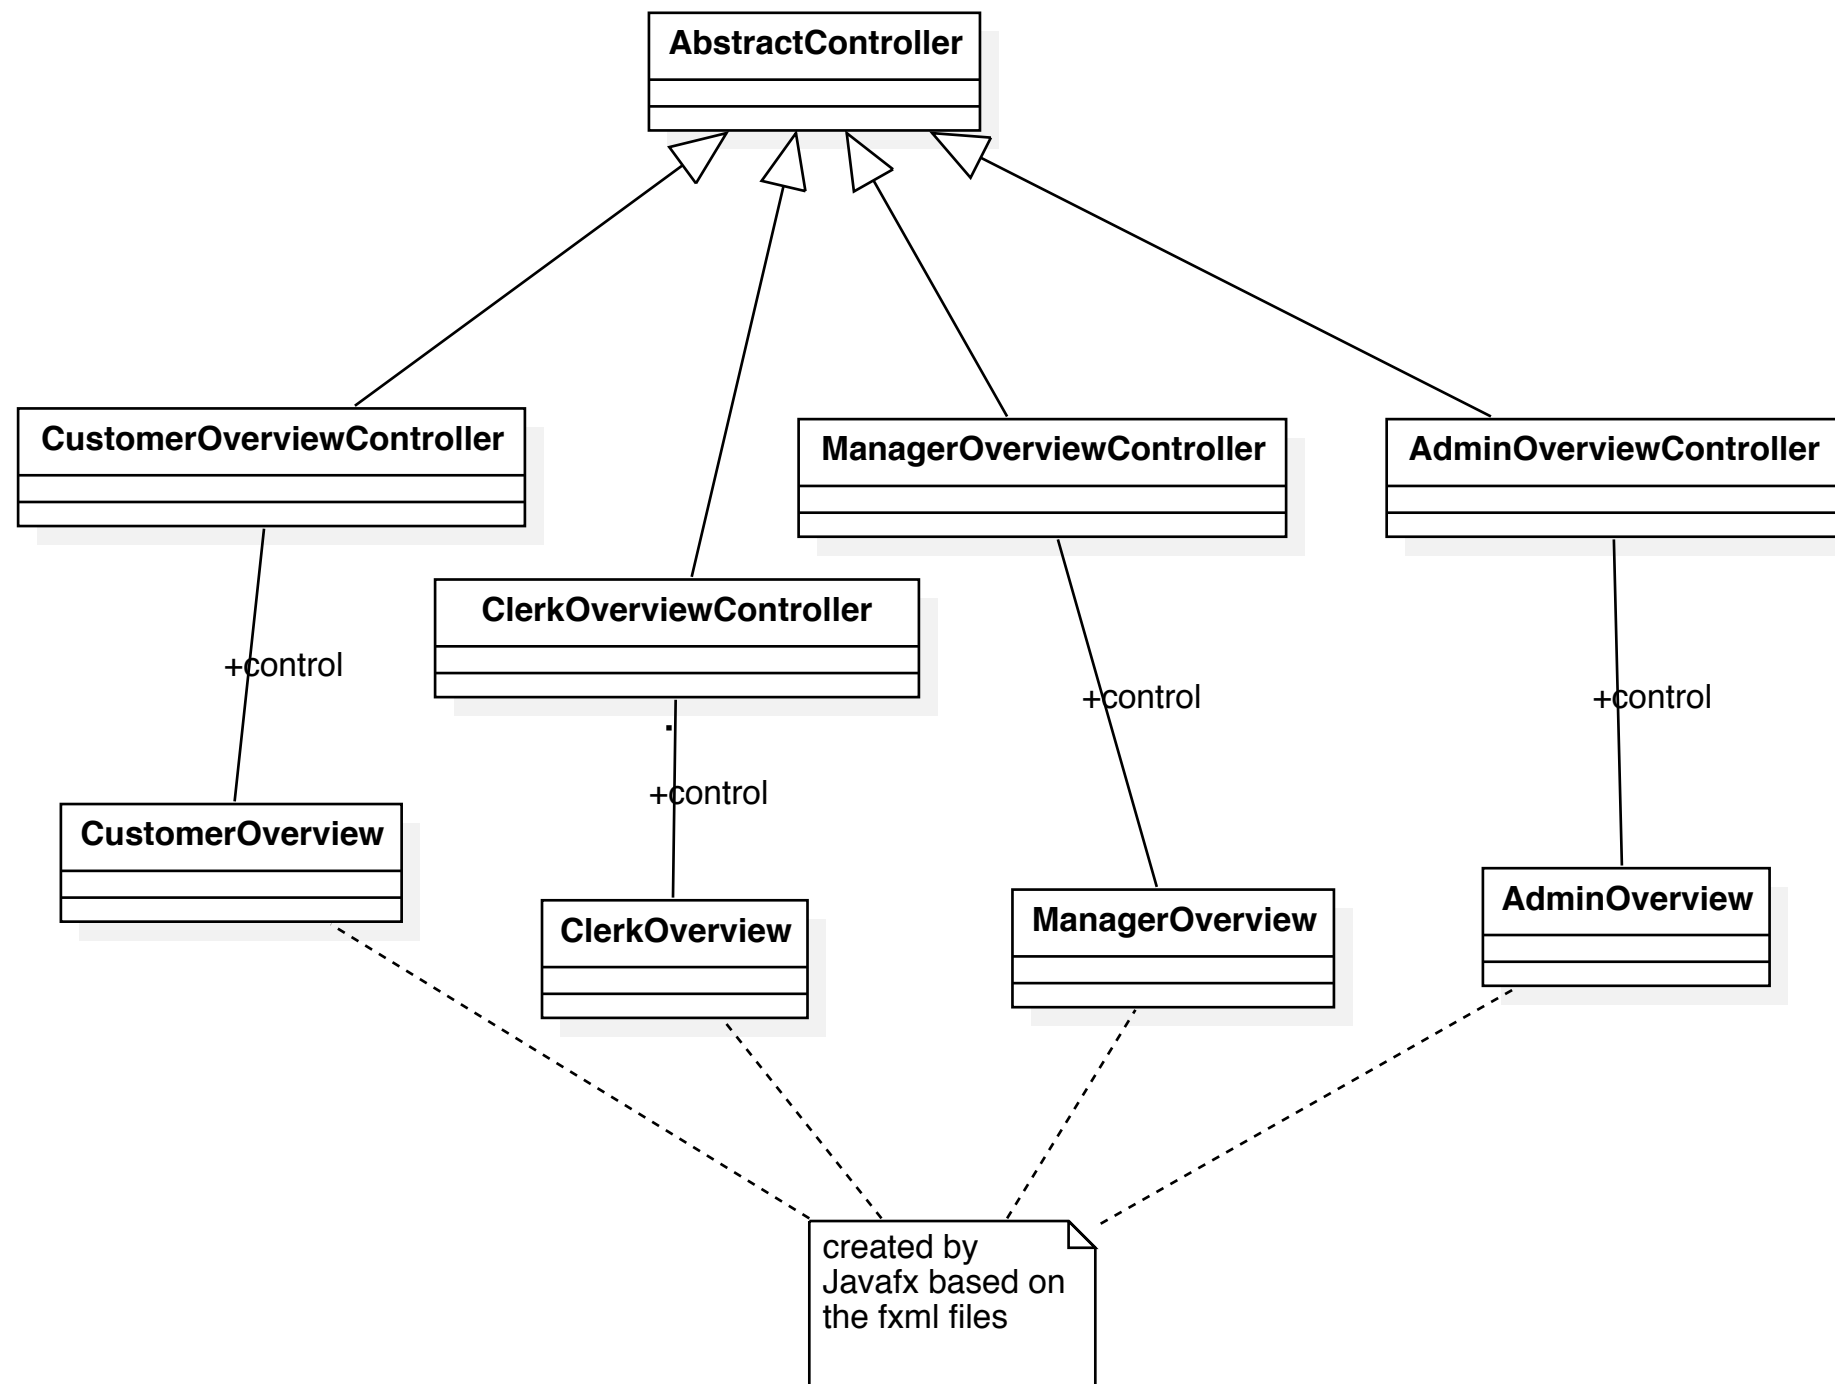 AbstractController
CustomerOverviewController
ManagerOverviewController
AdminOverviewController
ClerkOverviewController
+control
+control
+control
+control
CustomerOverview
ClerkOverview
ManagerOverview
AdminOverview
created by
Javafx based on
the fxml files